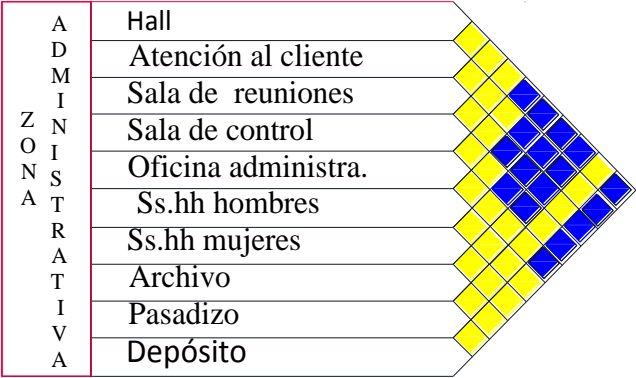 ZONA
ADMINISTRATIVA
Hall
Atención al cliente
Sala de reuniones
Sala de control
Oficina administra.
Ss.hh hombres
Ss.hh mujeres
Archivo
Pasadizo
Depósito